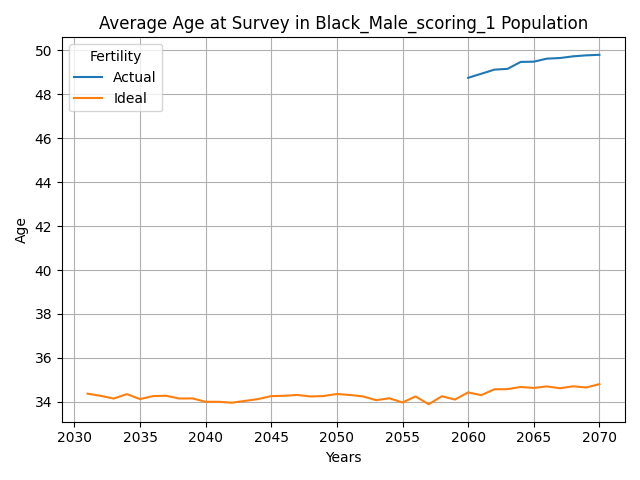 Average Age at Survey in Black_Male_scoring_1 Population
Fertility
Actual
Ideal
50
48
46
44
42
40
38
36
34
Age
2030 2035 2040 2045 2050 2055 2060 2065 2070
Years